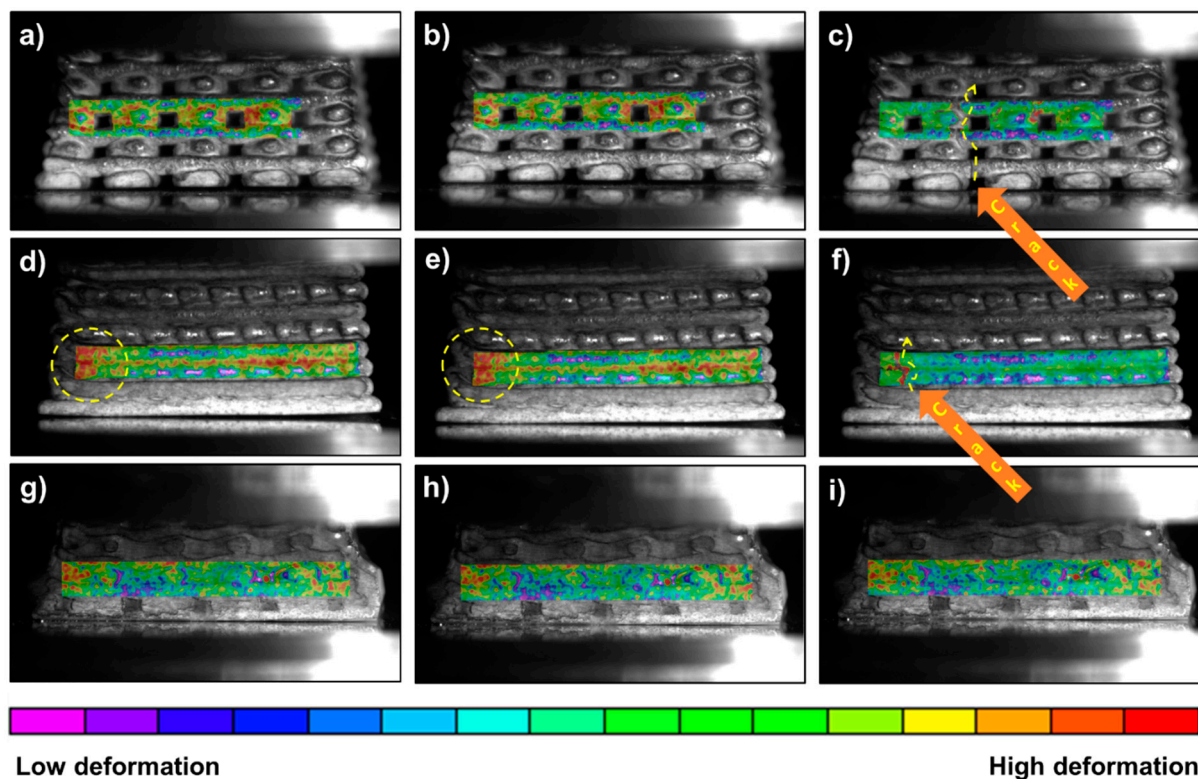 a)
b)
c)
Crack
d)
e)
f)
Crack
g)
h)
i)
Low deformation
High deformation